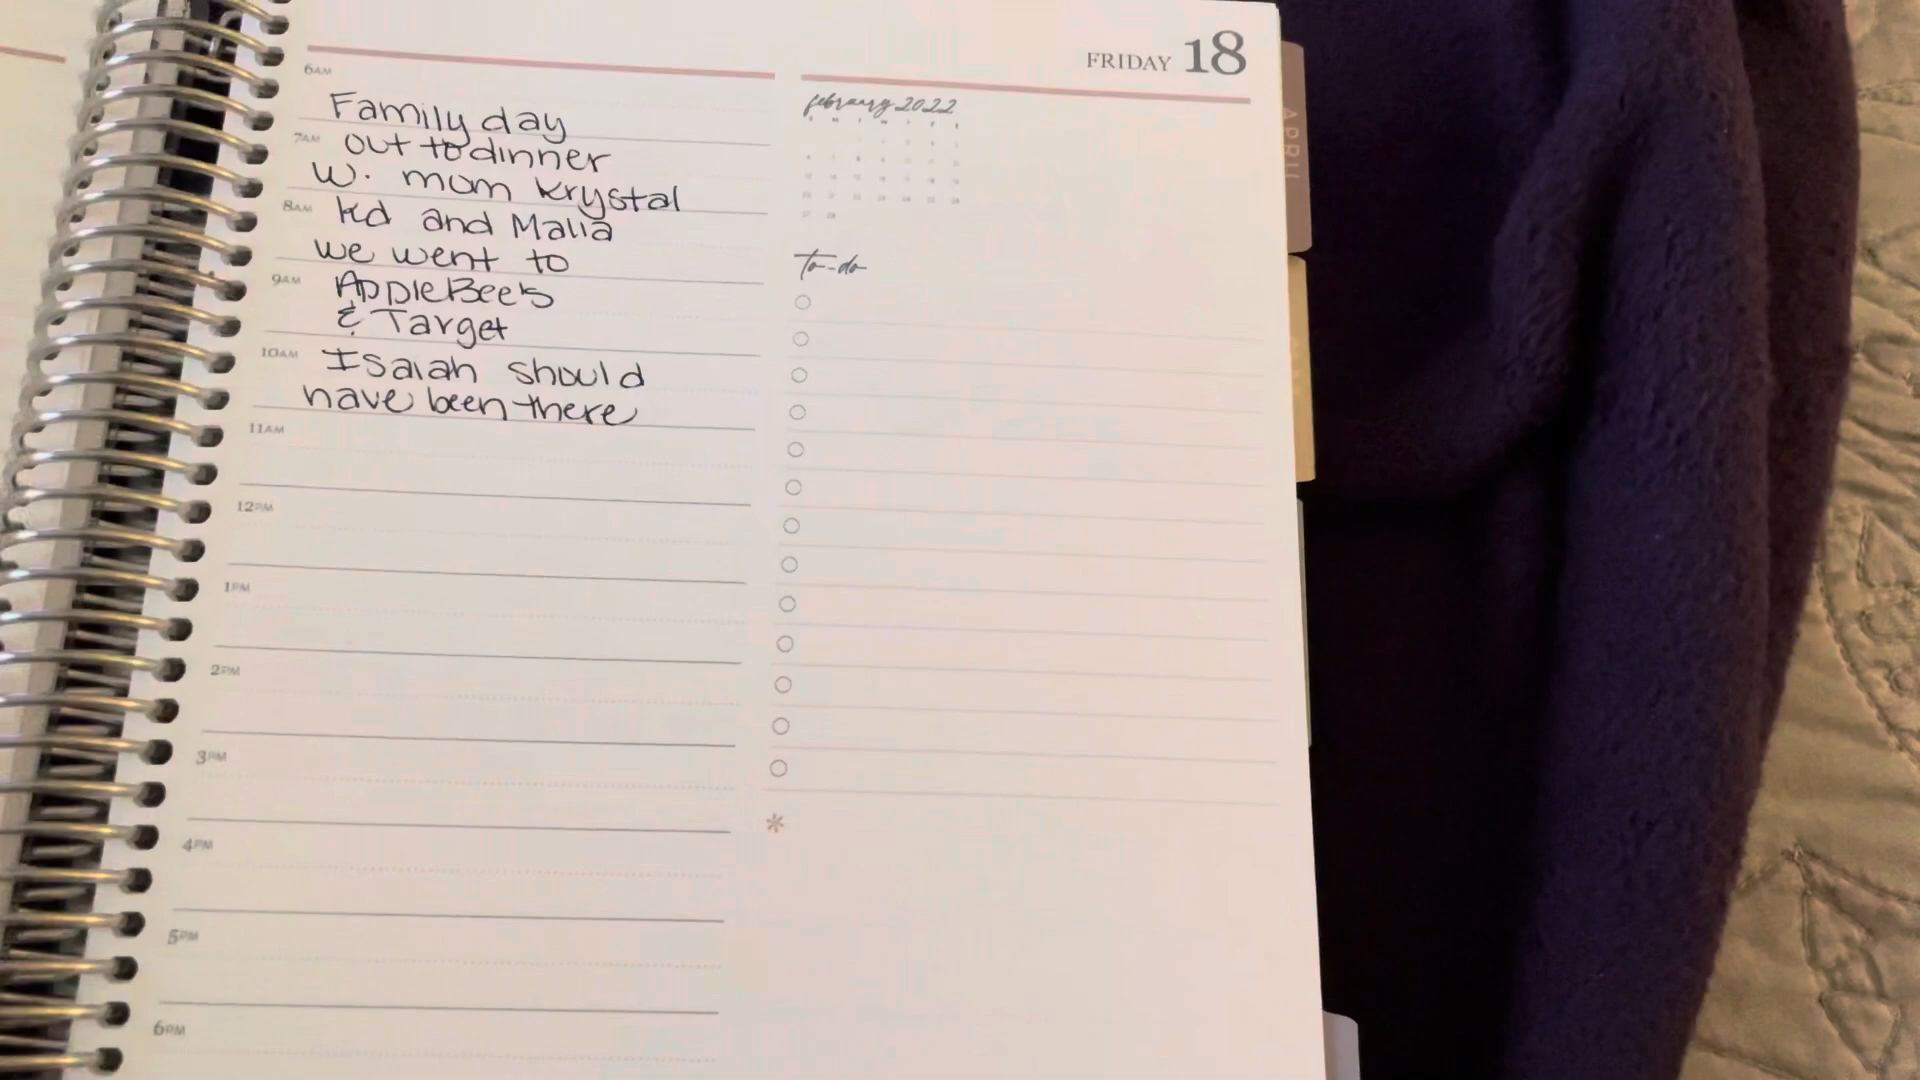 FRIDAY 18
6AM
Family day
7AM
out to dinner
W. mom Krystal
8AM
Kd and Malia
we went to
9AM
AppleBee's
& Target
10AM
Isaiah should
have been there
11AM
12PM
1PM
2PM
3PM
4PM
5PM
6PM
february 2022
to-do
*
APRIL